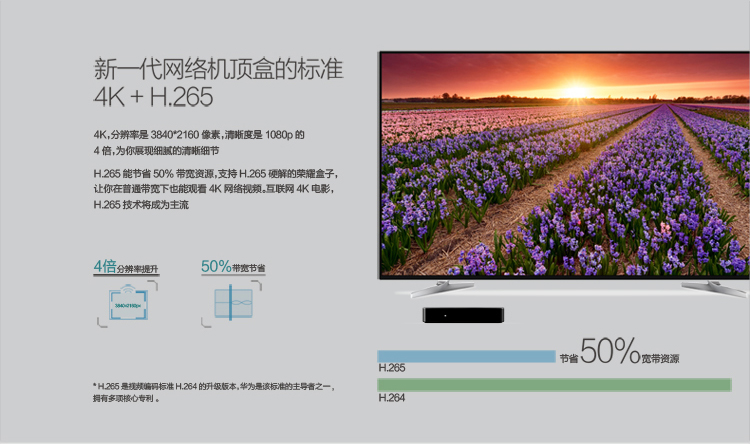 新一代网络机顶盒的标准
4K + H.265
4K,分辨率是 3840*2160 像素,清晰度是 1080p 的
4 倍,为你展现细腻的清晰细节
H.265 能节省 50% 带宽资源,支持 H.265 硬解的荣耀盒子,
让你在普通带宽下也能观看 4K 网络视频。互联网 4K 电影,
H.265 技术将成为主流
4倍分辨率提升
50%带宽节省
3840*2160px
节省50%宽带资源
H.265
H.264
* H.265 是视频编码标准 H.264 的升级版本,华为是该标准的主导者之一,
拥有多项核心专利 。